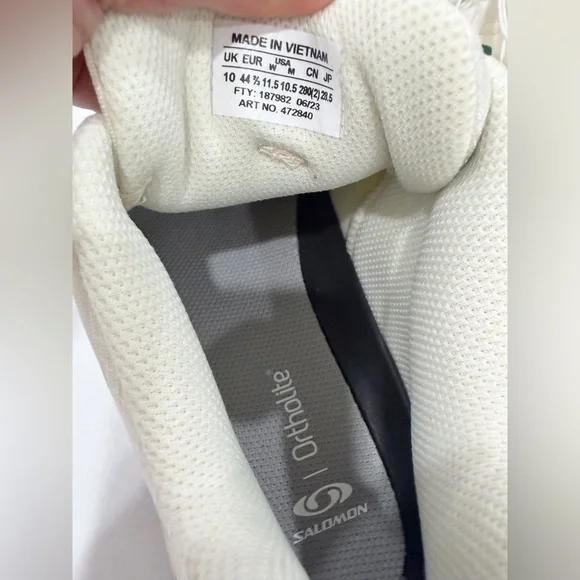 MADE IN VIETNAM
UK EUR USA W M CN JP
10 44 ⅔ 11.5 10.5 280(2) 28.5
FTY: 187982 06/23
ART NO. 472840
| Ortholite®
SALOMON